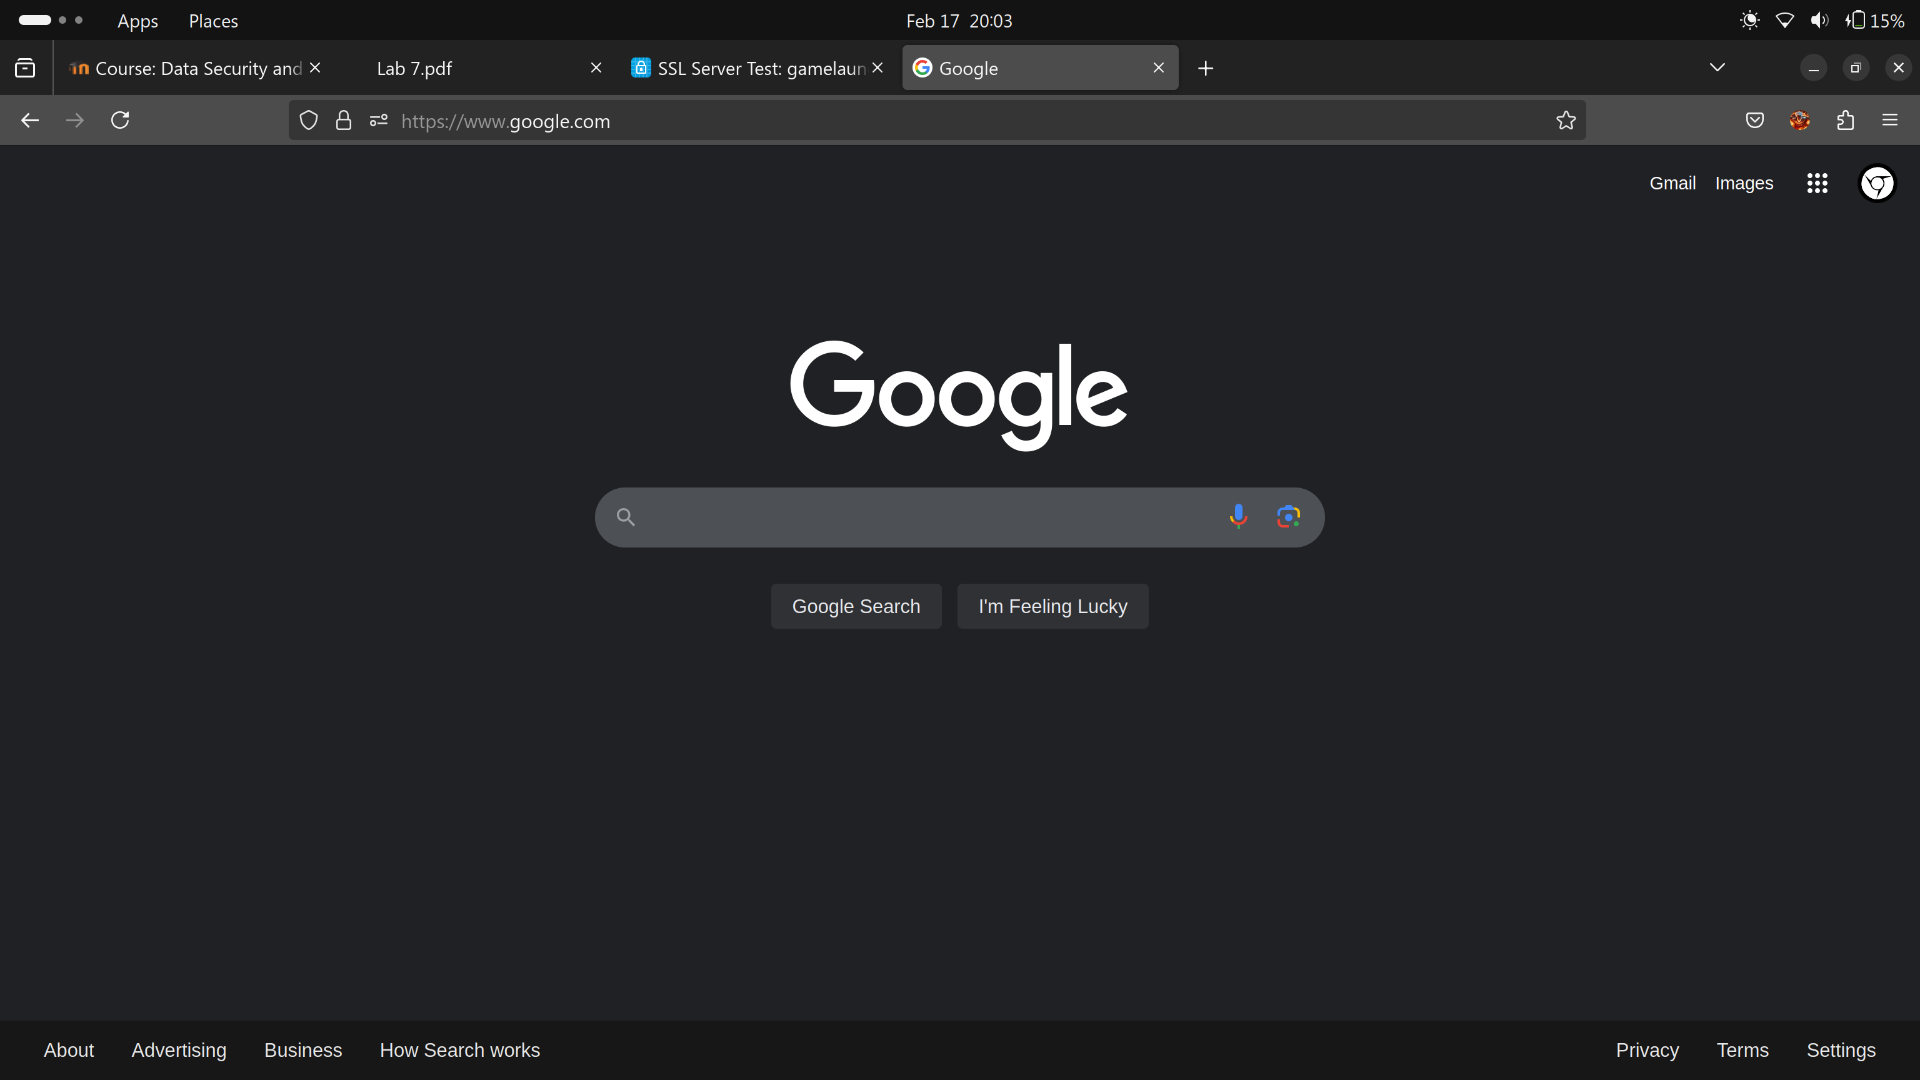 Apps Places Feb 17 20:03 15%
Course: Data Security and Lab 7.pdf SSL Server Test: gamelaun Google
https://www.google.com
Gmail Images
Google
Google Search I'm Feeling Lucky
About Advertising Business How Search works Privacy Terms Settings